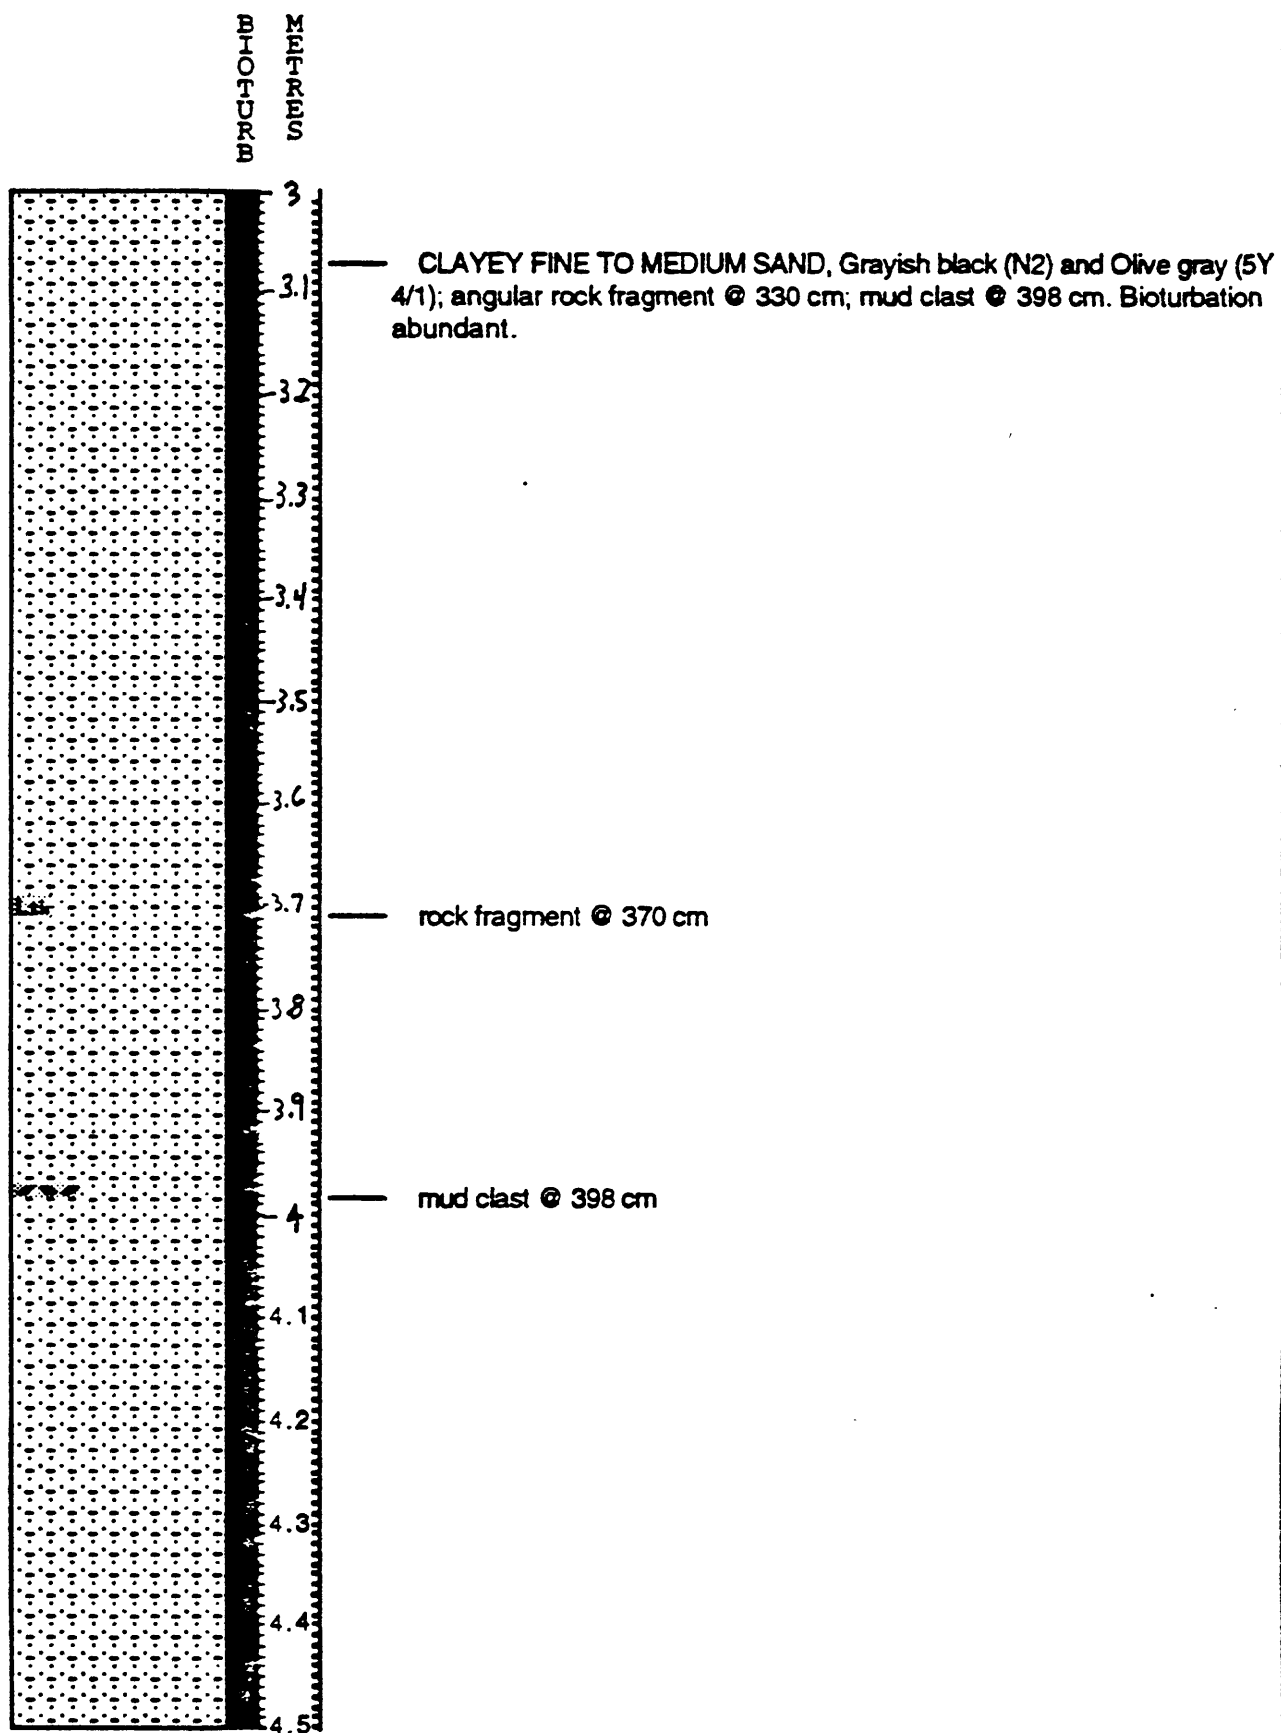 BIOTURB
METRES
3
CLAYEY FINE TO MEDIUM SAND, Grayish black (N2) and Olive gray (5Y
3.1
4/1); angular rock fragment @ 330 cm; mud clast @ 398 cm. Bioturbation
abundant.
3.2
3.3
3.4
3.5
3.6
3.7
rock fragment @ 370 cm
3.8
3.9
mud clast @ 398 cm
4
4.1
4.2
4.3
4.4
4.5